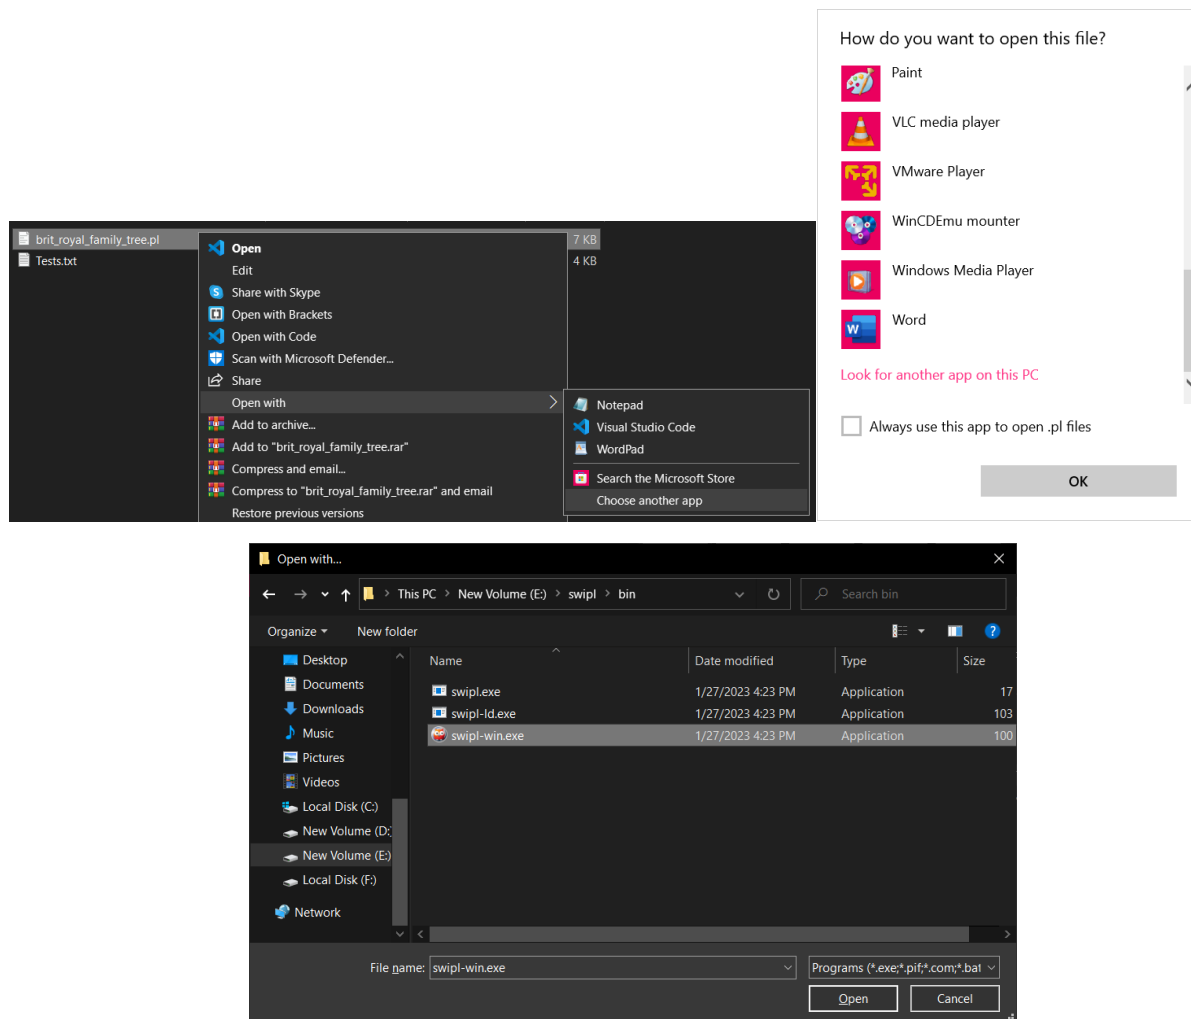 brit_royal_family_tree.pl
7 KB
Tests.txt
4 KB
Open
Edit
Share with Skype
Open with Brackets
Open with Code
Scan with Microsoft Defender...
Share
Open with
Add to archive...
Add to "brit_royal_family_tree.rar"
Compress and email...
Compress to "brit_royal_family_tree.rar" and email
Restore previous versions
Notepad
Visual Studio Code
WordPad
Search the Microsoft Store
Choose another app
How do you want to open this file?
Paint
VLC media player
VMware Player
WinCDEmu mounter
Windows Media Player
Word
Look for another app on this PC
Always use this app to open .pl files
OK
Open with...
This PC > New Volume (E:) > swipl > bin
Search bin
Organize
New folder
Desktop
Documents
Downloads
Music
Pictures
Videos
Local Disk (C:)
New Volume (D:
New Volume (E:)
Local Disk (F:)
Network
Name Date modified Type Size
swipl.exe 1/27/2023 4:23 PM Application 17
swipl-ld.exe 1/27/2023 4:23 PM Application 103
swipl-win.exe 1/27/2023 4:23 PM Application 100
File name: swipl-win.exe
Programs (*.exe;*.pif;*.com;*.bat
Open
Cancel